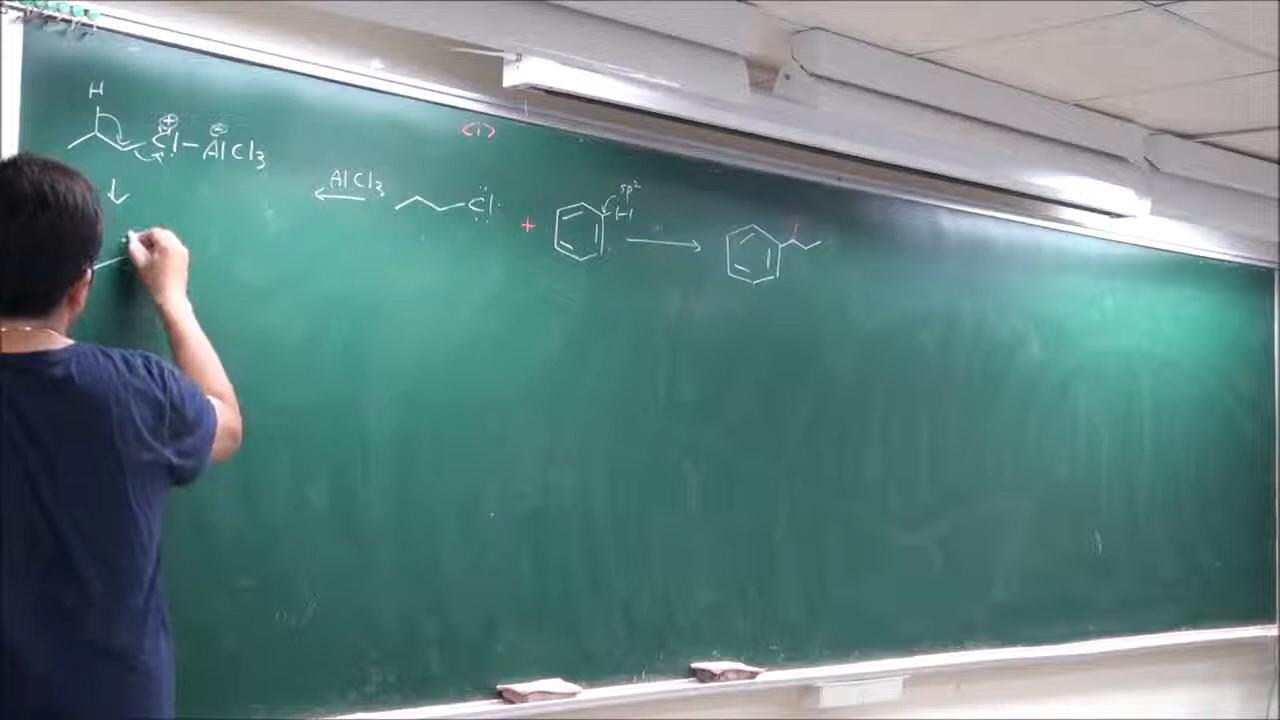 H
⊕ ⊖
Cl–AlCl3
<1>
AlCl3
Cl
+
sp²
H